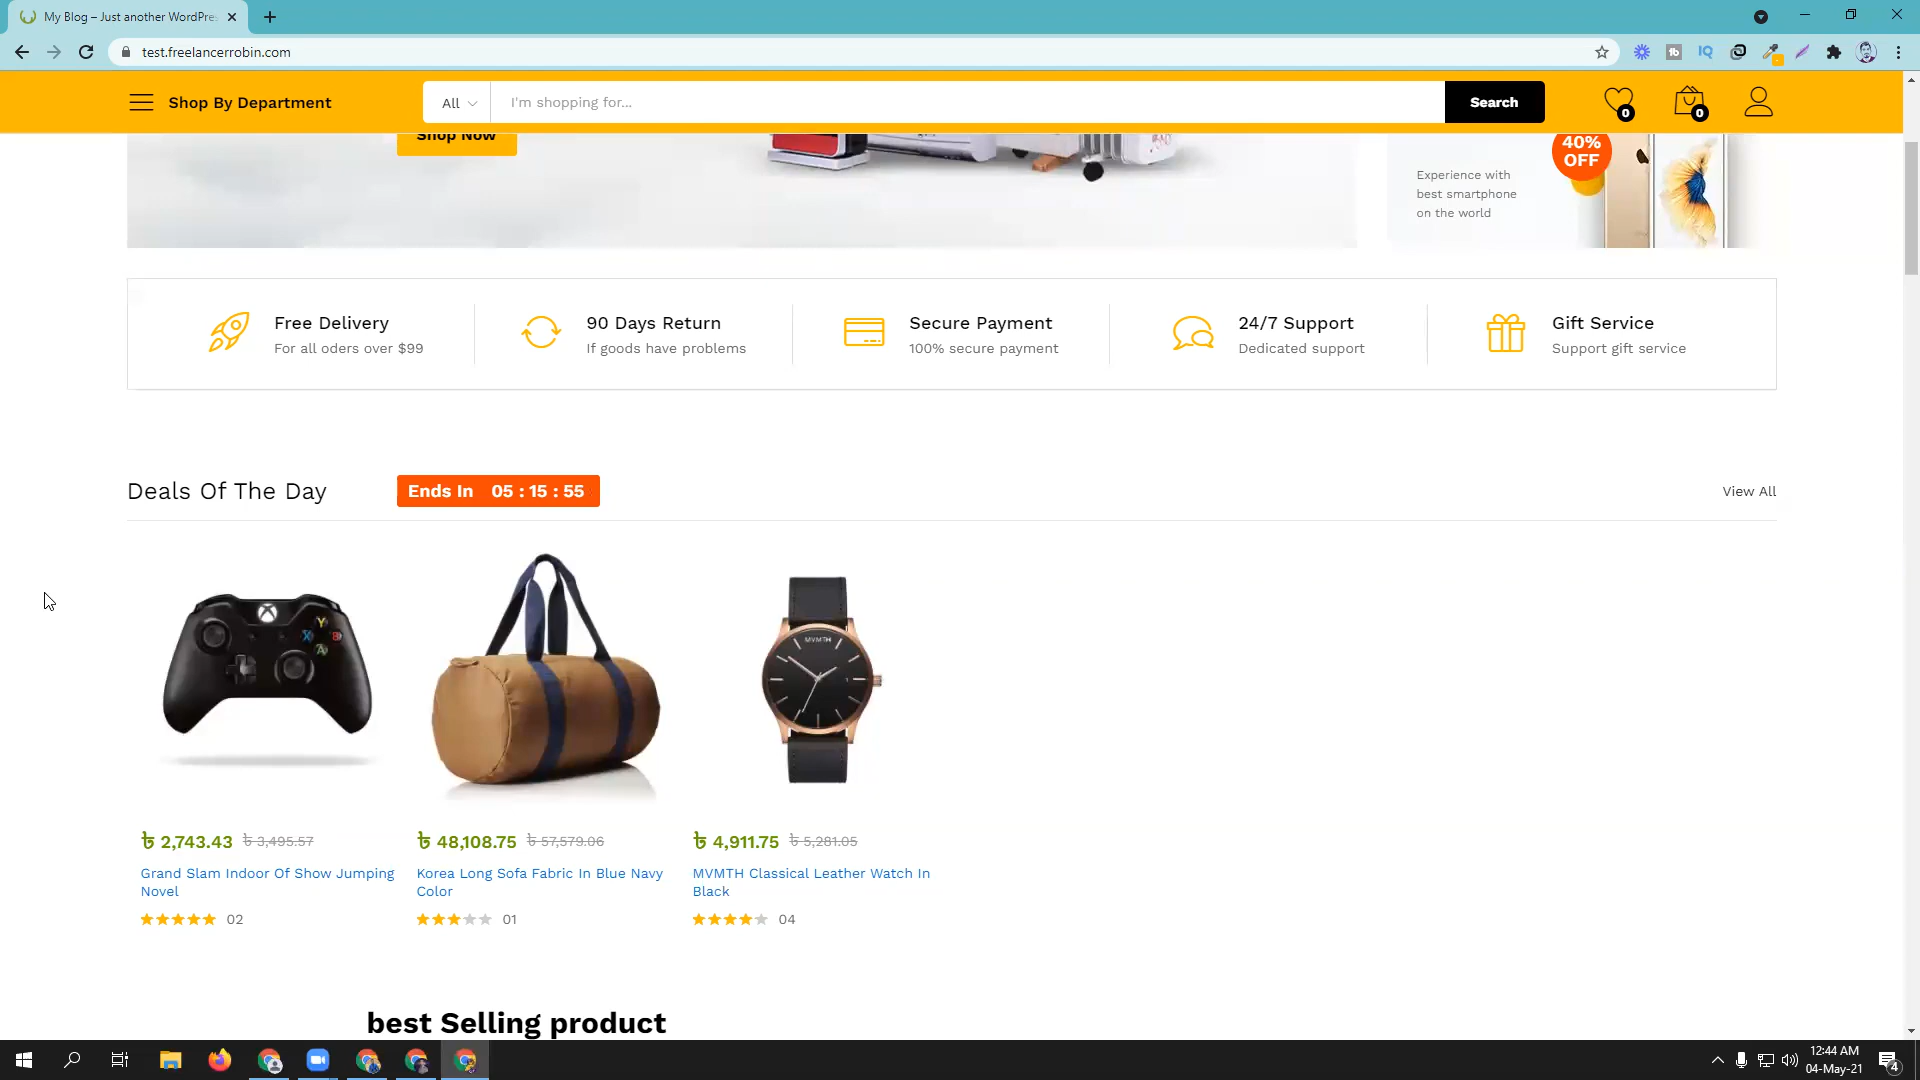 My Blog – Just another WordPres
test.freelancerrobin.com
Shop By Department
All
I'm shopping for...
Search
0
0
Shop Now
40%
OFF
Experience with
best smartphone
on the world
Free Delivery
For all oders over $99
90 Days Return
If goods have problems
Secure Payment
100% secure payment
24/7 Support
Dedicated support
Gift Service
Support gift service
Deals Of The Day
Ends In 05 : 15 : 55
View All
Y
X
B
A
MVMTH
৳ 2,743.43 ৳ 3,495.57
Grand Slam Indoor Of Show Jumping
Novel
02
৳ 48,108.75 ৳ 57,579.06
Korea Long Sofa Fabric In Blue Navy
Color
01
৳ 4,911.75 ৳ 5,281.05
MVMTH Classical Leather Watch In
Black
04
best Selling product
12:44 AM
04-May-21
4